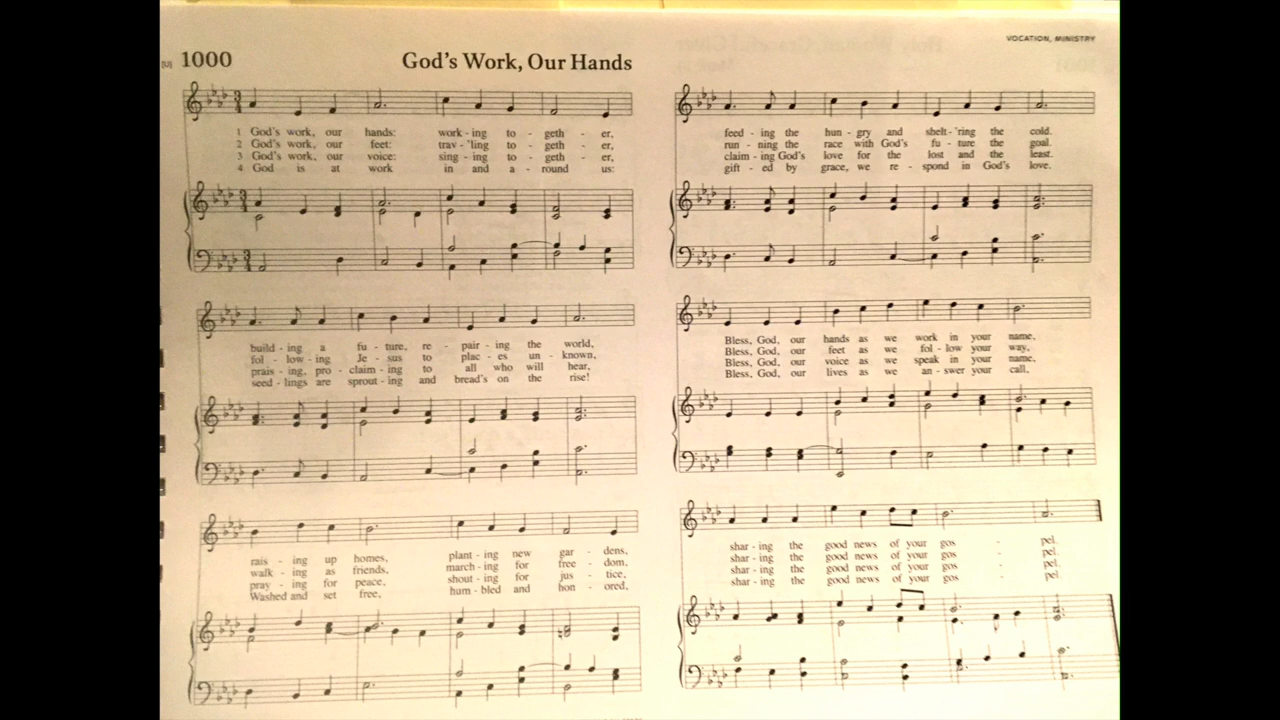 VOCATION, MINISTRY
[U] 1000 God's Work, Our Hands
1 God's work, our hands: work - ing to - geth - er,
2 God's work, our feet: trav - 'ling to - geth - er,
3 God's work, our voice: sing - ing to - geth - er,
4 God is at work in and a - round us:
build - ing a fu - ture, re - pair - ing the world,
fol - low - ing Je - sus to plac - es un - known,
prais - ing, pro - claim - ing to all who will hear,
seed - lings are sprout - ing and bread's on the rise!
rais - ing up homes, plant - ing new gar - dens,
walk - ing as friends, march - ing for free - dom,
pray - ing for peace, shout - ing for jus - tice,
Washed and set free, hum - bled and hon - ored,
feed - ing the hun - gry and shelt - 'ring the cold.
run - ning the race with God's fu - ture the goal.
claim - ing God's love for the lost and the least.
gift - ed by grace, we re - spond in God's love.
Bless, God, our hands as we work in your name,
Bless, God, our feet as we fol - low your way,
Bless, God, our voice as we speak in your name,
Bless, God, our lives as we an - swer your call,
shar - ing the good news of your gos - pel.
shar - ing the good news of your gos - pel.
shar - ing the good news of your gos - pel.
shar - ing the good news of your gos - pel